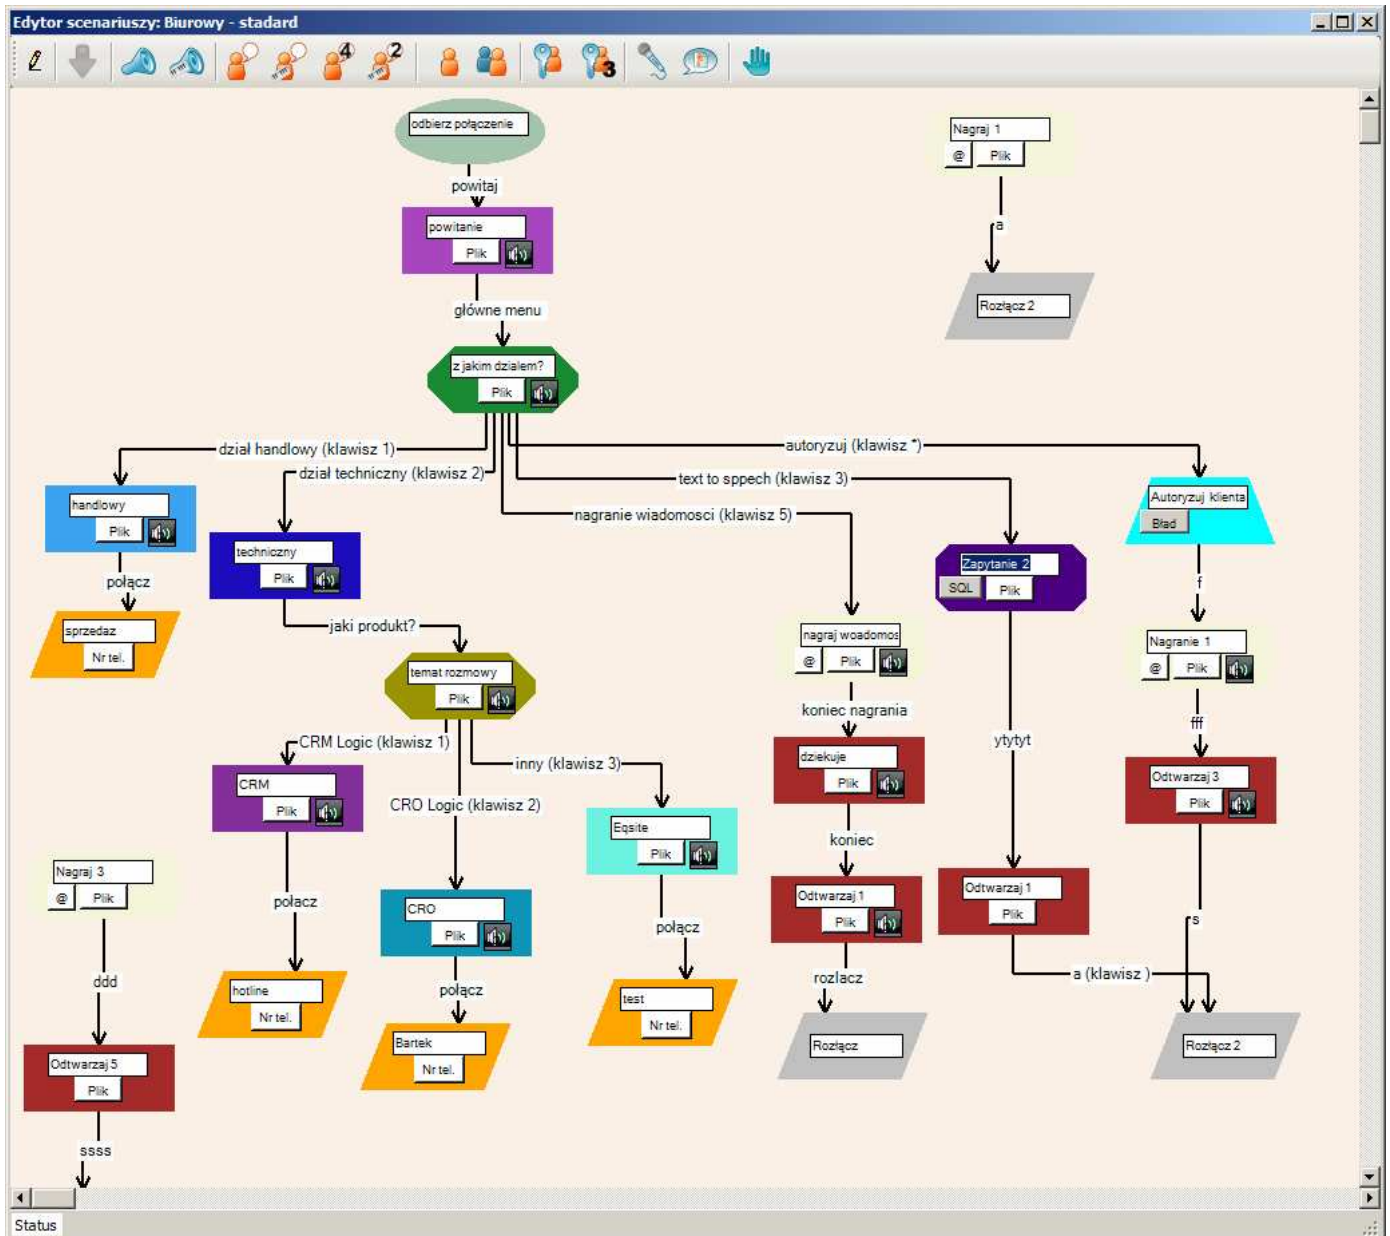 Edytor scenariuszy: Biurowy - stadard
4
2
3
odbierz połączenie
Nagraj 1
@ Plik
powitaj
powitanie
Plik
a
główne menu
Rozłącz 2
z jakim dzialem?
Plik
dział handlowy (klawisz 1)
autoryzuj (klawisz *)
dział techniczny (klawisz 2)
text to sppech (klawisz 3)
nagranie wiadomosci (klawisz 5)
handlowy
Plik
Autoryzuj klienta
Bład
techniczny
Plik
Zapytanie 2
SQL Plik
połącz
f
sprzedaz
Nr tel.
jaki produkt?
nagraj woadomos
@ Plik
Nagranie 1
@ Plik
temat rozmowy
Plik
koniec nagrania
fff
CRM Logic (klawisz 1)
ytytyt
inny (klawisz 3)
dziekuje
Plik
Odtwarzaj 3
Plik
CRM
Plik
CRO Logic (klawisz 2)
Eqsite
Plik
koniec
Nagraj 3
@ Plik
połacz
CRO
Plik
Odtwarzaj 1
Plik
Odtwarzaj 1
Plik
s
połącz
ddd
rozlacz
a (klawisz )
hotline
Nr tel.
połącz
test
Nr tel.
Bartek
Nr tel.
Rozłącz
Rozłącz 2
Odtwarzaj 5
Plik
ssss
Status